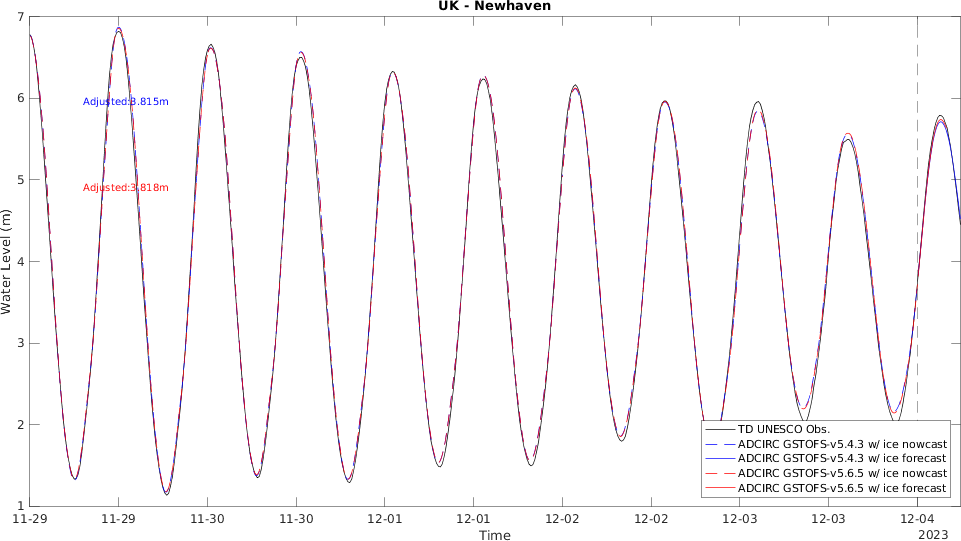 UK - Newhaven
7
6
5
4
3
2
1
Water Level (m)
Adjusted:3.815m
Adjusted:3.818m
TD UNESCO Obs.
ADCIRC GSTOFS-v5.4.3 w/ ice nowcast
ADCIRC GSTOFS-v5.4.3 w/ ice forecast
ADCIRC GSTOFS-v5.6.5 w/ ice nowcast
ADCIRC GSTOFS-v5.6.5 w/ ice forecast
11-29 11-29 11-30 11-30 12-01 12-01 12-02 12-02 12-03 12-03 12-04
Time
2023